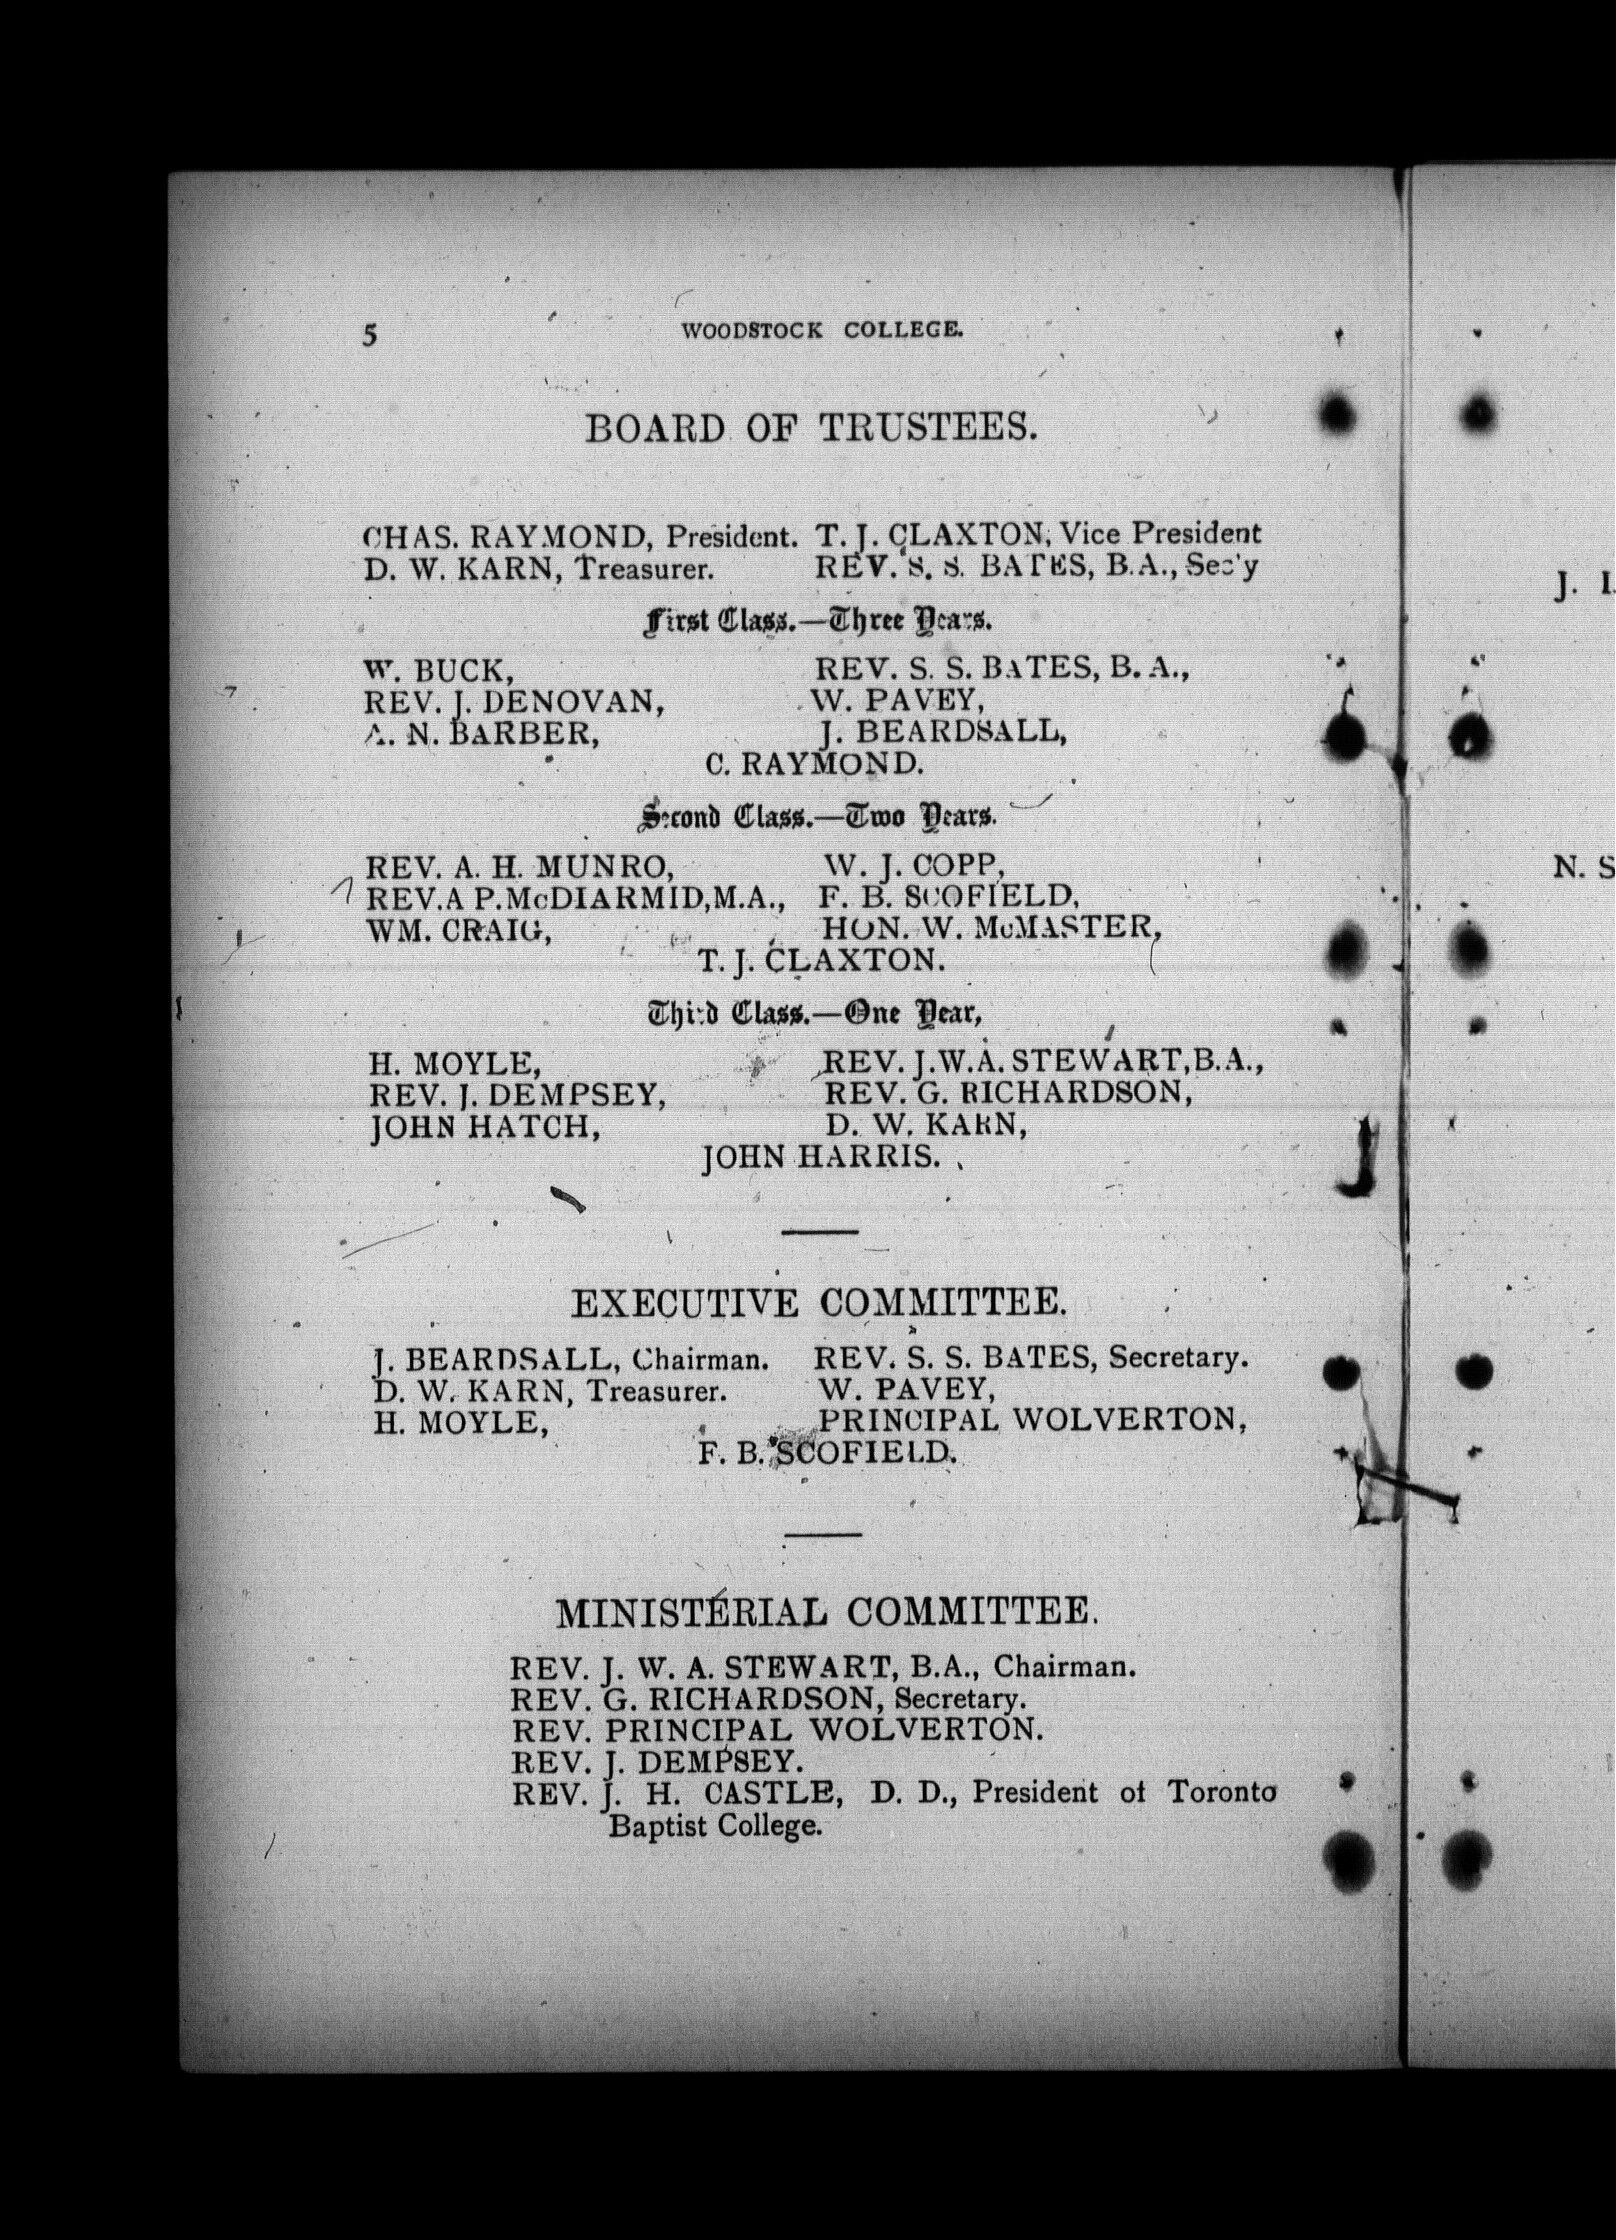 5 WOODSTOCK COLLEGE.
BOARD OF TRUSTEES.
CHAS. RAYMOND, President. T. J. CLAXTON, Vice President
D. W. KARN, Treasurer. REV. S. S. BATES, B.A., Sec'y
First Class.—Three Years.
W. BUCK, REV. S. S. BATES, B. A.,
REV. J. DENOVAN, W. PAVEY,
A. N. BARBER, J. BEARDSALL,
C. RAYMOND.
Second Class.—Two Years.
REV. A. H. MUNRO, W. J. COPP,
REV.A P.McDIARMID,M.A., F. B. SCOFIELD,
WM. CRAIG, HON. W. McMASTER,
T. J. CLAXTON.
Third Class.—One Year,
H. MOYLE, REV. J.W.A. STEWART,B.A.,
REV. J. DEMPSEY, REV. G. RICHARDSON,
JOHN HATCH, D. W. KARN,
JOHN HARRIS.
EXECUTIVE COMMITTEE.
J. BEARDSALL, Chairman. REV. S. S. BATES, Secretary.
D. W. KARN, Treasurer. W. PAVEY,
H. MOYLE, PRINCIPAL WOLVERTON,
F. B. SCOFIELD.
MINISTERIAL COMMITTEE.
REV. J. W. A. STEWART, B.A., Chairman.
REV. G. RICHARDSON, Secretary.
REV. PRINCIPAL WOLVERTON.
REV. J. DEMPSEY.
REV. J. H. CASTLE, D. D., President of Toronto
Baptist College.
J.
N. S